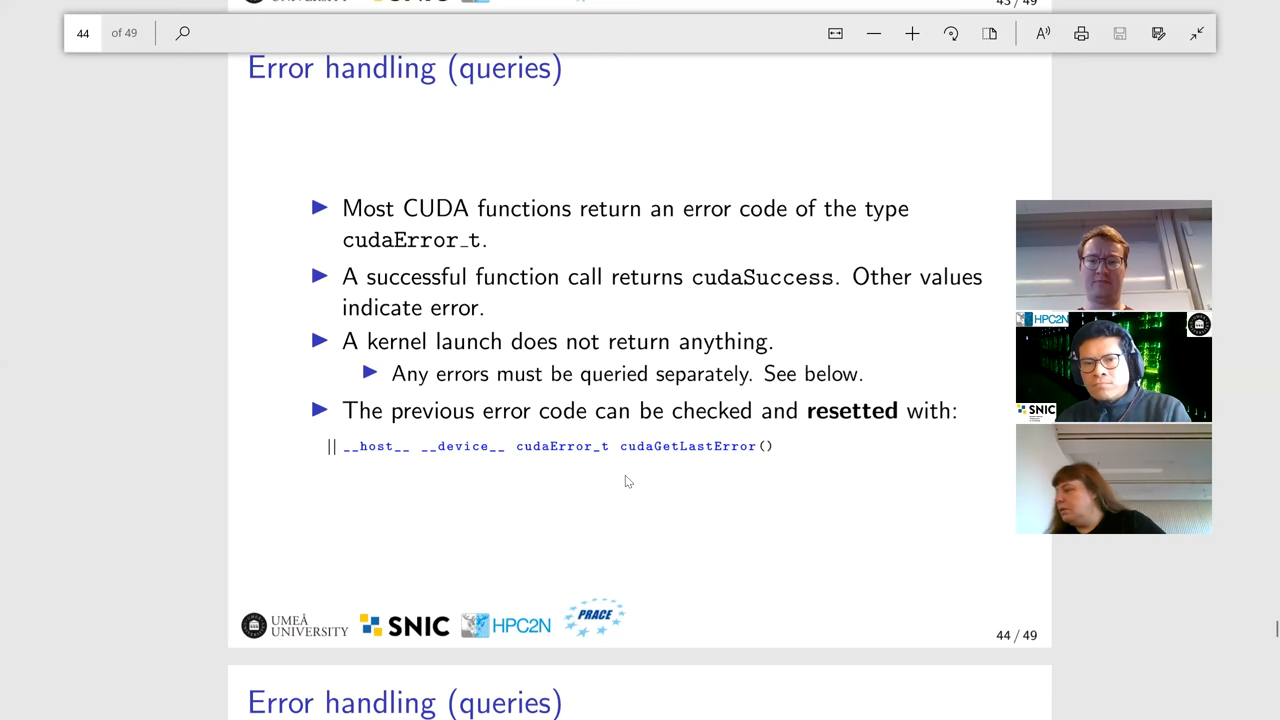 43 / 49
44 of 49
Error handling (queries)
Most CUDA functions return an error code of the type
cudaError_t.
A successful function call returns cudaSuccess. Other values
indicate error.
A kernel launch does not return anything.
Any errors must be queried separately. See below.
The previous error code can be checked and resetted with:
__host__ __device__ cudaError_t cudaGetLastError()
HPC2N
SNIC
UMEÅ
UNIVERSITY
SNIC
HPC2N
PRACE
44 / 49
Error handling (queries)